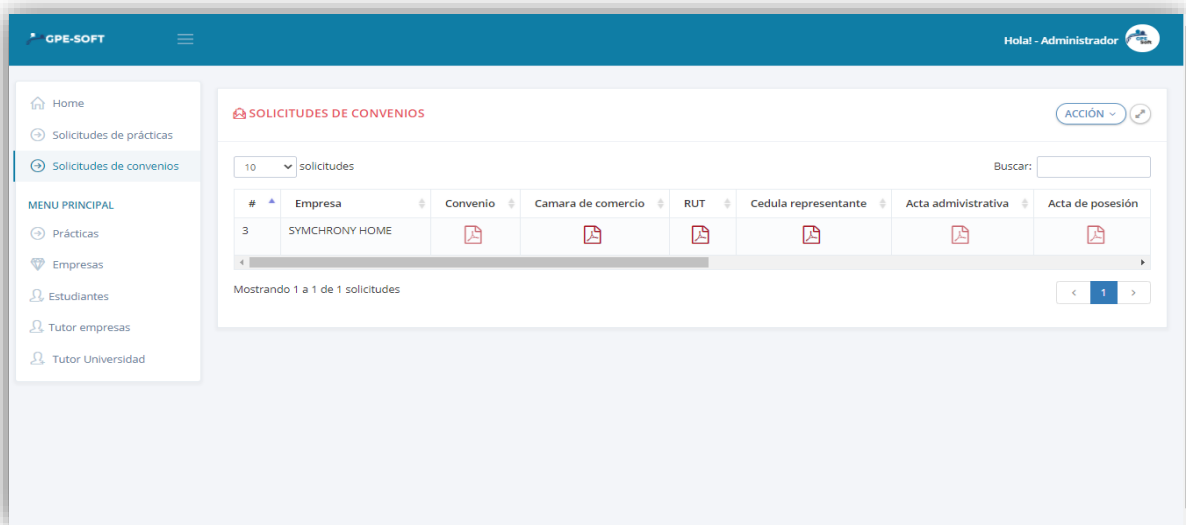 GPE-SOFT
Hola! - Administrador
Home
Solicitudes de prácticas
Solicitudes de convenios
MENU PRINCIPAL
Prácticas
Empresas
Estudiantes
Tutor empresas
Tutor Universidad
SOLICITUDES DE CONVENIOS
ACCIÓN
10 solicitudes
Buscar:
# Empresa Convenio Camara de comercio RUT Cedula representante Acta admivistrativa Acta de posesión
3 SYMCHRONY HOME
Mostrando 1 a 1 de 1 solicitudes
< 1 >